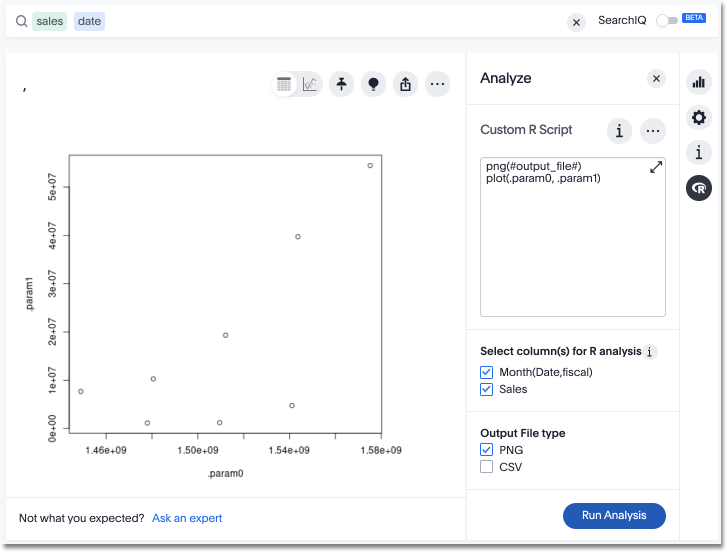 sales date
SearchIQ BETA
,
Analyze
Custom R Script
png(#output_file#)
plot(.param0, .param1)
5e+07
4e+07
3e+07
2e+07
1e+07
0e+00
.param1
1.46e+09 1.50e+09 1.54e+09 1.58e+09
.param0
Select column(s) for R analysis
Month(Date,fiscal)
Sales
Output File type
PNG
CSV
Not what you expected? Ask an expert
Run Analysis